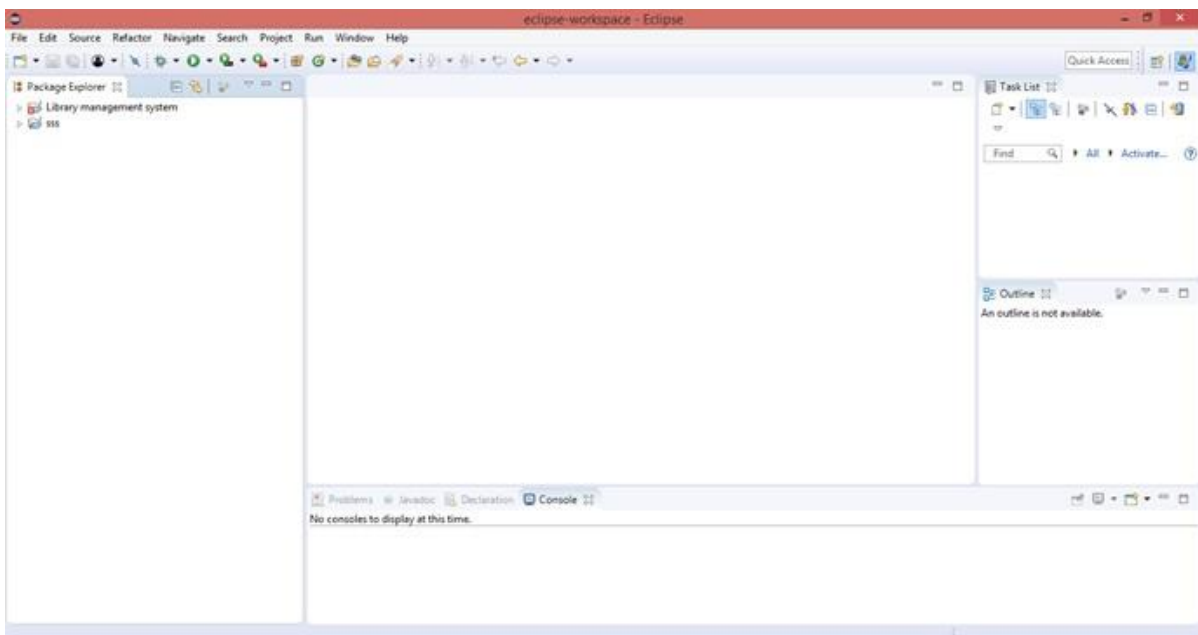 eclipse-workspace - Eclipse
File Edit Source Refactor Navigate Search Project Run Window Help
Quick Access
Package Explorer
Library management system
sss
Task List
Find All Activate...
Outline
An outline is not available.
Problems Javadoc Declaration Console
No consoles to display at this time.